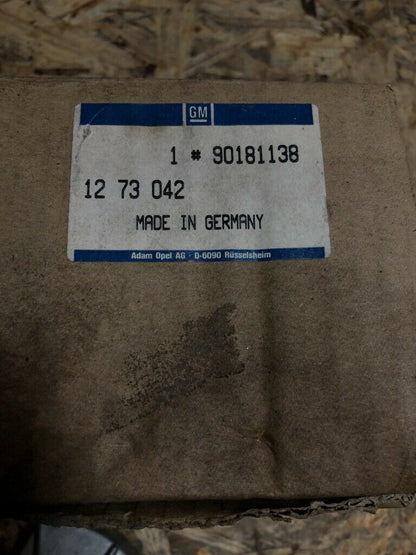 GM
1 # 90181138
12 73 042
MADE IN GERMANY
Adam Opel AG · D-6090 Rüsselsheim